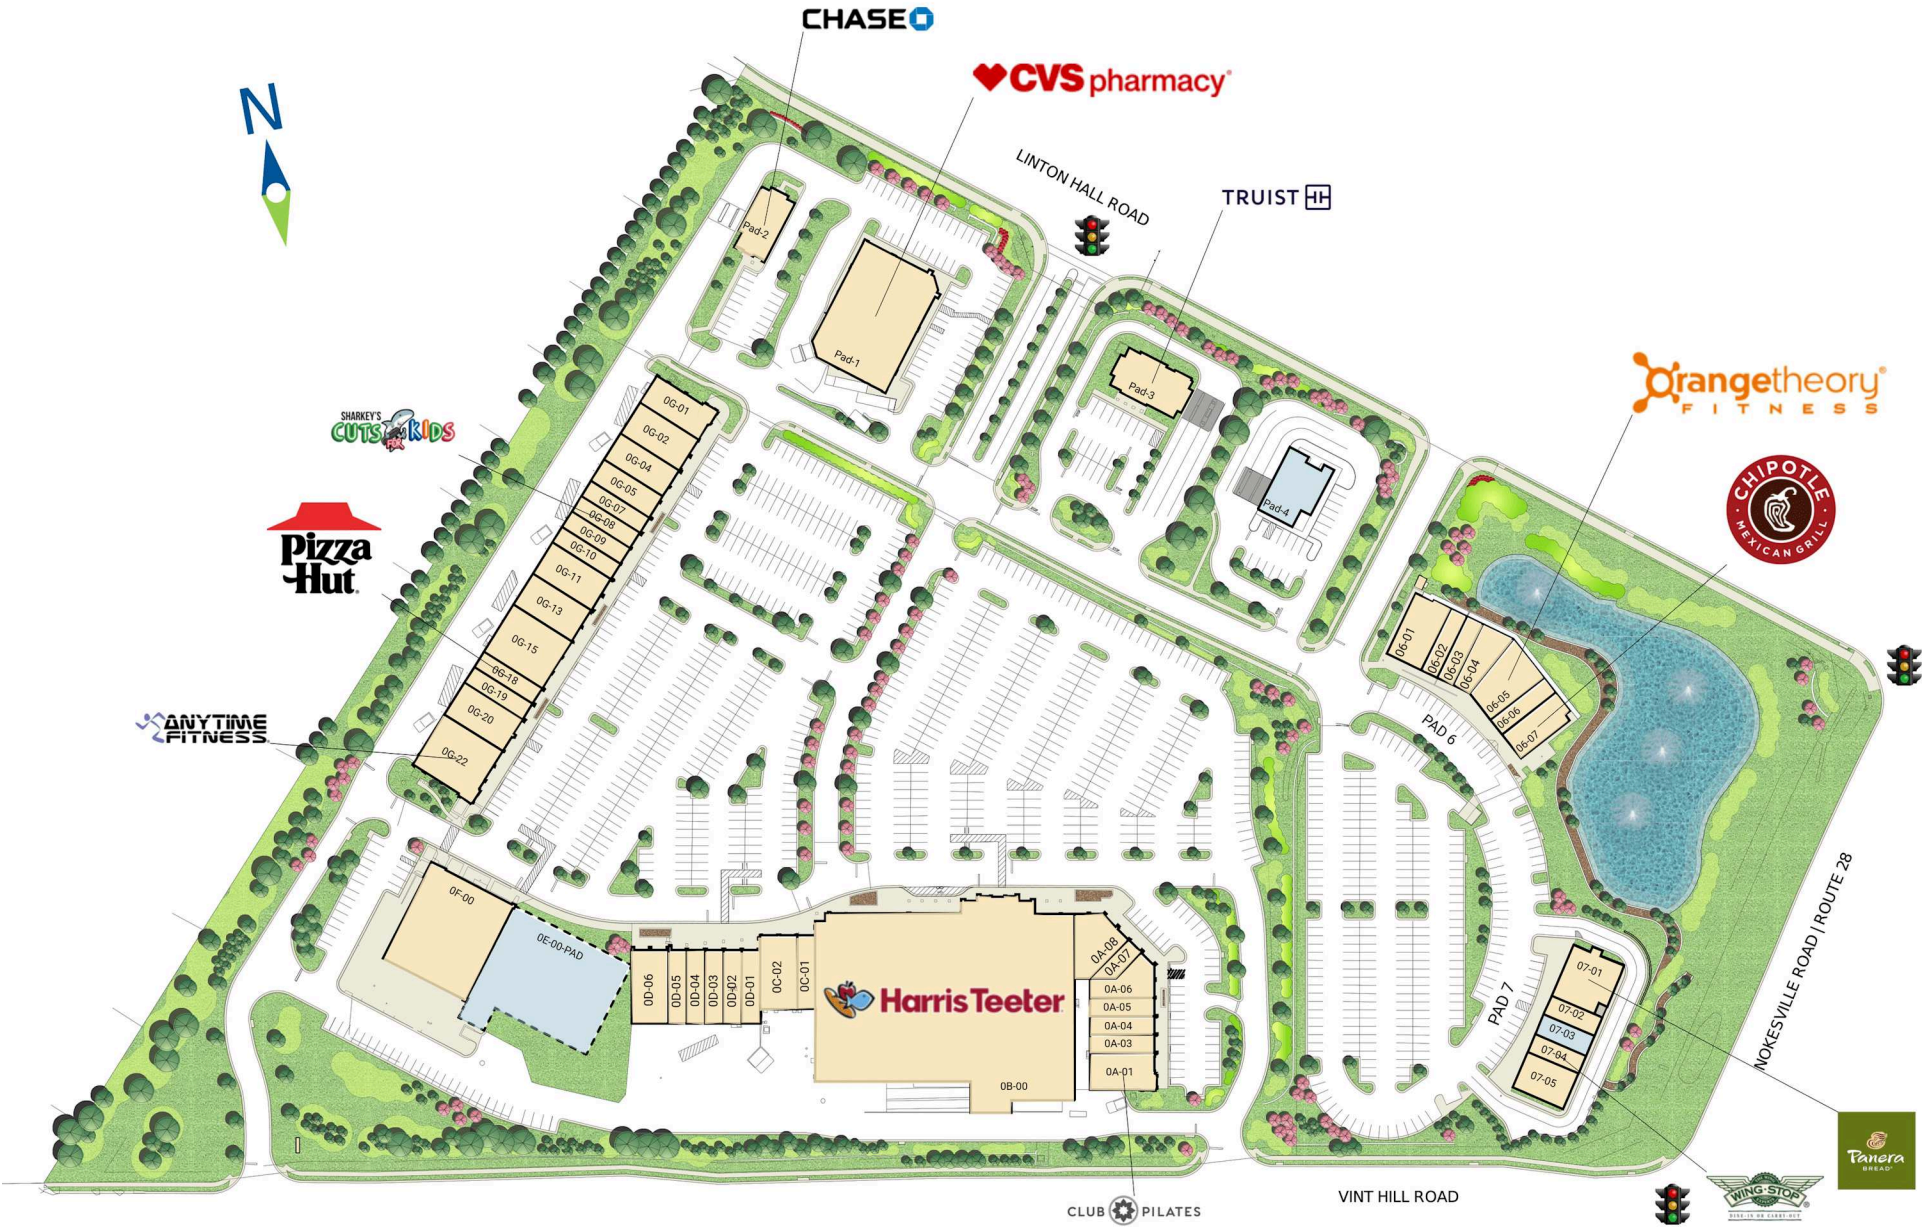 CHASE
CVS pharmacy®
N
LINTON HALL ROAD
TRUIST
Pad-2
Pad-1
Pad-3
Pad-4
Orangetheory®
FITNESS
CHIPOTLE
MEXICAN GRILL
SHARKEY'S
CUTS FOR KIDS
Pizza
Hut
ANYTIME
FITNESS
0G-01
0G-02
0G-04
0G-05
0G-07
0G-08
0G-09
0G-10
0G-11
0G-13
0G-15
0G-18
0G-19
0G-20
0G-22
06-01
06-02
06-03
06-04
06-05
06-06
06-07
PAD 6
0F-00
0E-00-PAD
0D-06
0D-05
0D-04
0D-03
0D-02
0D-01
0C-02
0C-01
Harris Teeter
0B-00
0A-08
0A-07
0A-06
0A-05
0A-04
0A-03
0A-01
PAD 7
07-01
07-02
07-03
07-04
07-05
NOKESVILLE ROAD | ROUTE 28
Panera
BREAD®
WING·STOP
CLUB PILATES
VINT HILL ROAD